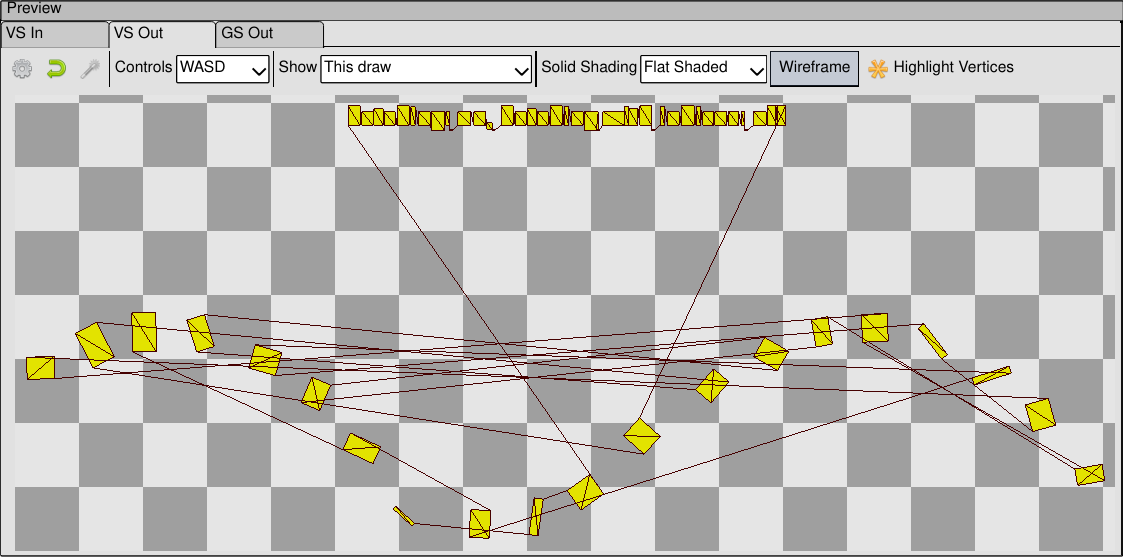 Preview
VS In
VS Out
GS Out
Controls WASD Show This draw Solid Shading Flat Shaded Wireframe Highlight Vertices